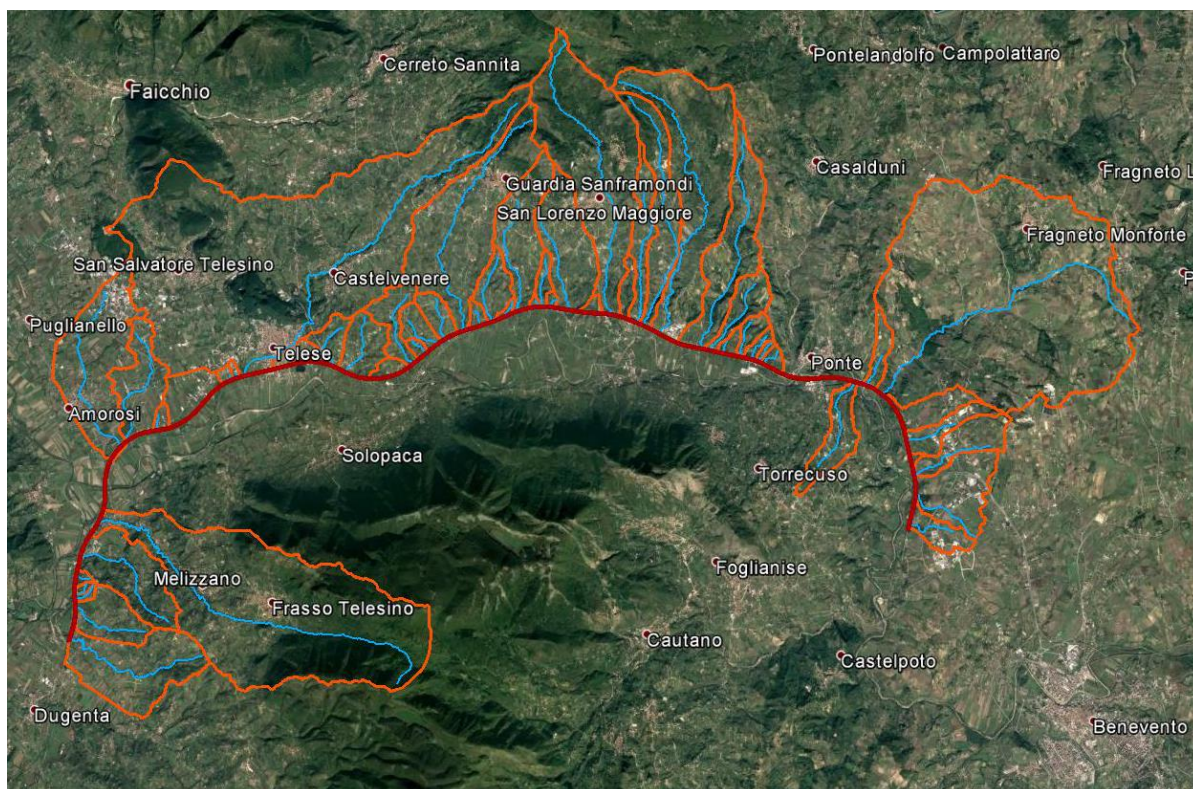 Pontelandolfo
Campolattaro
Cerreto Sannita
Faicchio
Casalduni
Fragneto L
Guardia Sanframondi
San Lorenzo Maggiore
Fragneto Monforte
San Salvatore Telesino
Castelvenere
P
Puglianello
Telese
Ponte
Amorosi
Solopaca
Torrecuso
Foglianise
Melizzano
Frasso Telesino
Cautano
Castelpoto
Dugenta
Benevento